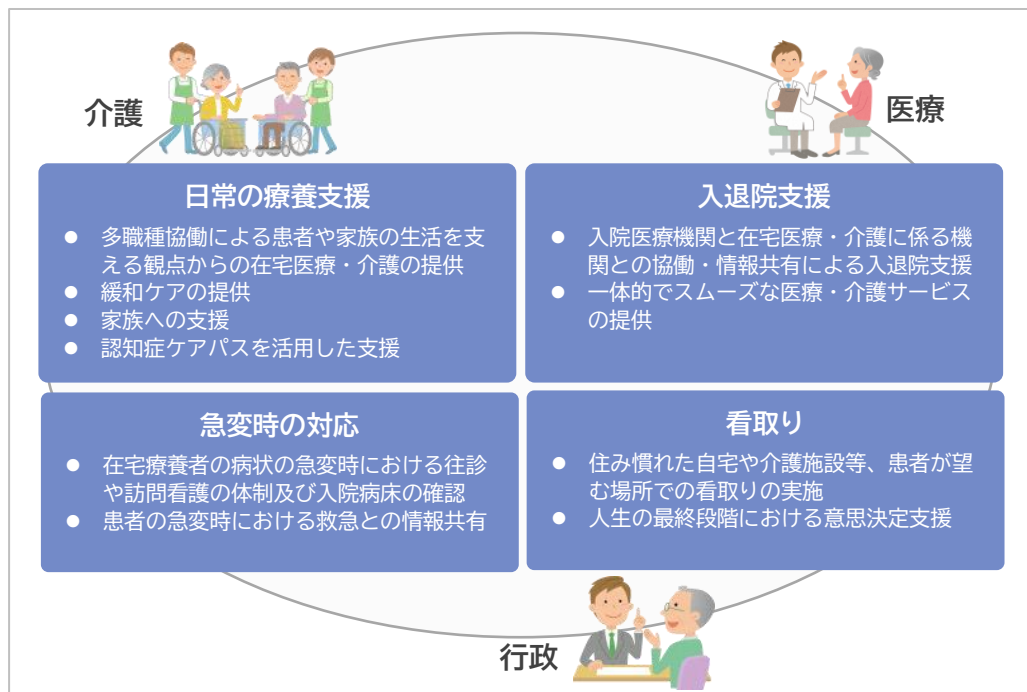 介護
医療
日常の療養支援
● 多職種協働による患者や家族の生活を支
える観点からの在宅医療・介護の提供
● 緩和ケアの提供
● 家族への支援
● 認知症ケアパスを活用した支援
入退院支援
● 入院医療機関と在宅医療・介護に係る機
関との協働・情報共有による入退院支援
● 一体的でスムーズな医療・介護サービス
の提供
急変時の対応
● 在宅療養者の病状の急変時における往診
や訪問看護の体制及び入院病床の確認
● 患者の急変時における救急との情報共有
看取り
● 住み慣れた自宅や介護施設等、患者が望
む場所での看取りの実施
● 人生の最終段階における意思決定支援
行政